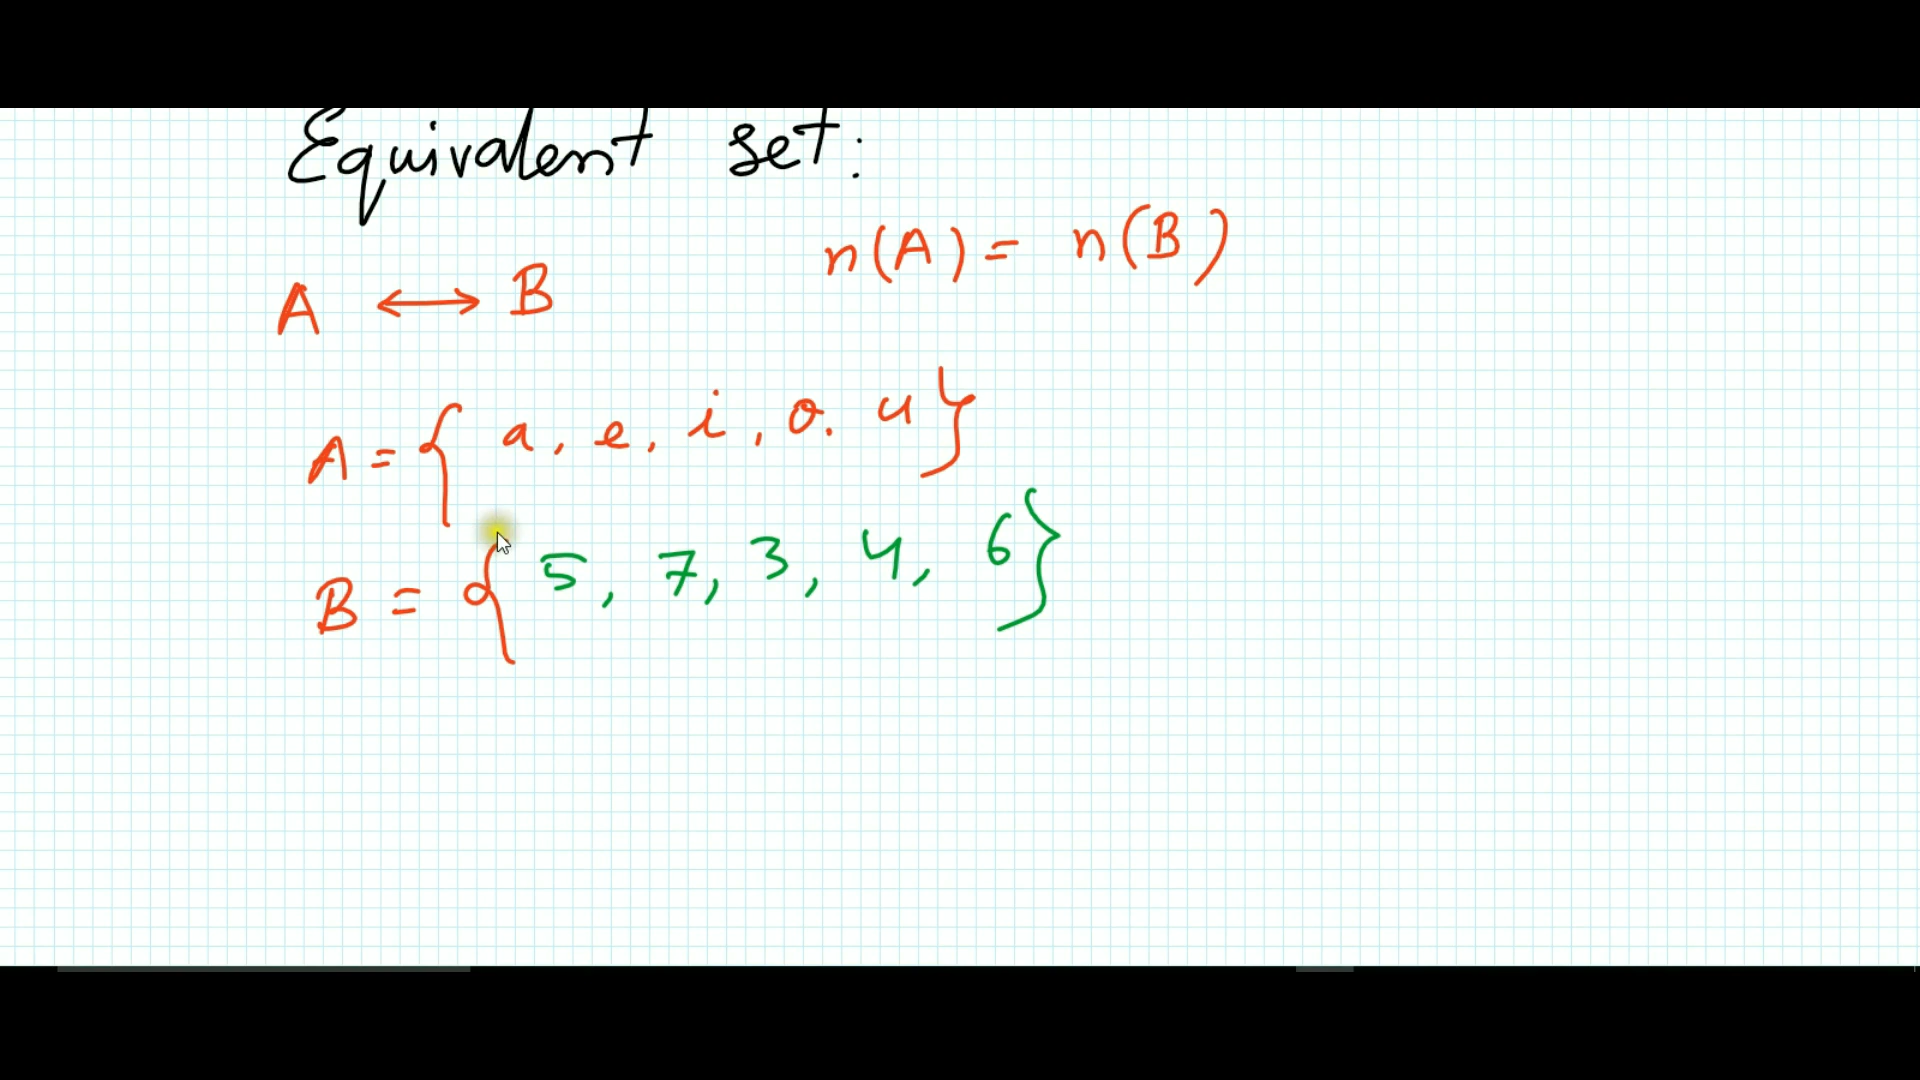 Equivalent set:
n(A) = n(B)
A ↔ B
A = { a, e, i, o. u }
B = { 5, 7, 3, 4, 6 }